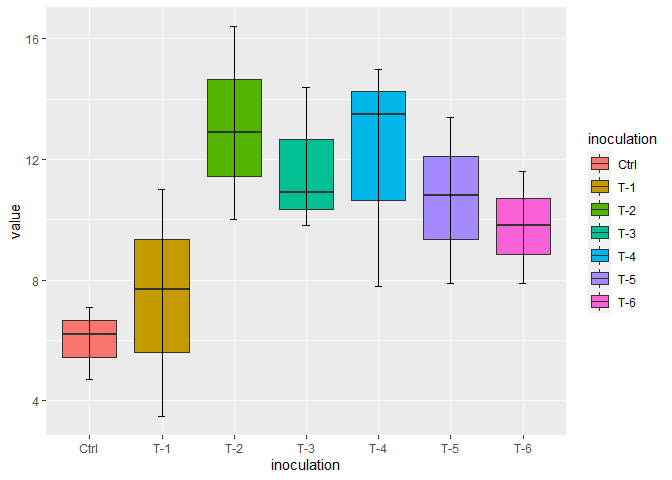 16
12
8
4
value
Ctrl T-1 T-2 T-3 T-4 T-5 T-6
inoculation
inoculation
Ctrl
T-1
T-2
T-3
T-4
T-5
T-6